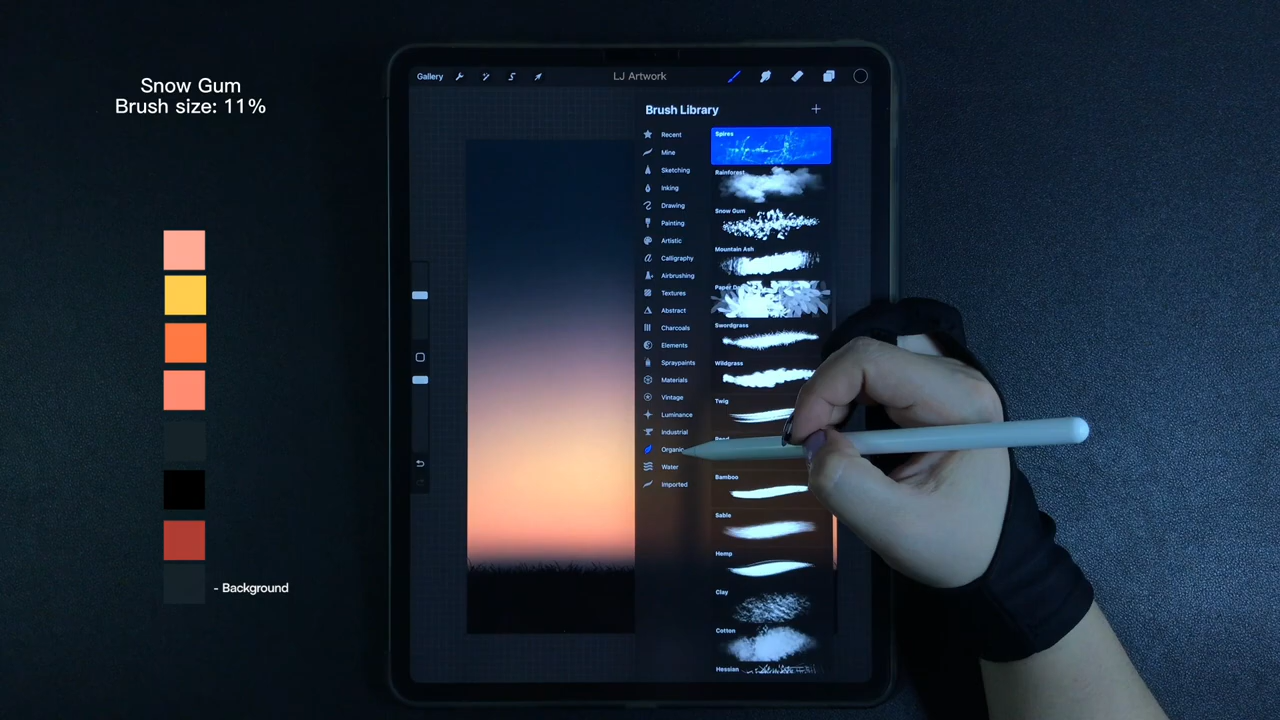 Snow Gum
Brush size: 11%
- Background
Gallery
LJ Artwork
Brush Library
Recent
Mine
Sketching
Inking
Drawing
Painting
Artistic
Calligraphy
Airbrushing
Textures
Abstract
Charcoals
Elements
Spraypaints
Materials
Vintage
Luminance
Industrial
Organic
Water
Imported
Spires
Rainforest
Snow Gum
Mountain Ash
Paper
Swordgrass
Wildgrass
Twig
Bamboo
Sable
Hemp
Clay
Cotton
Hessian